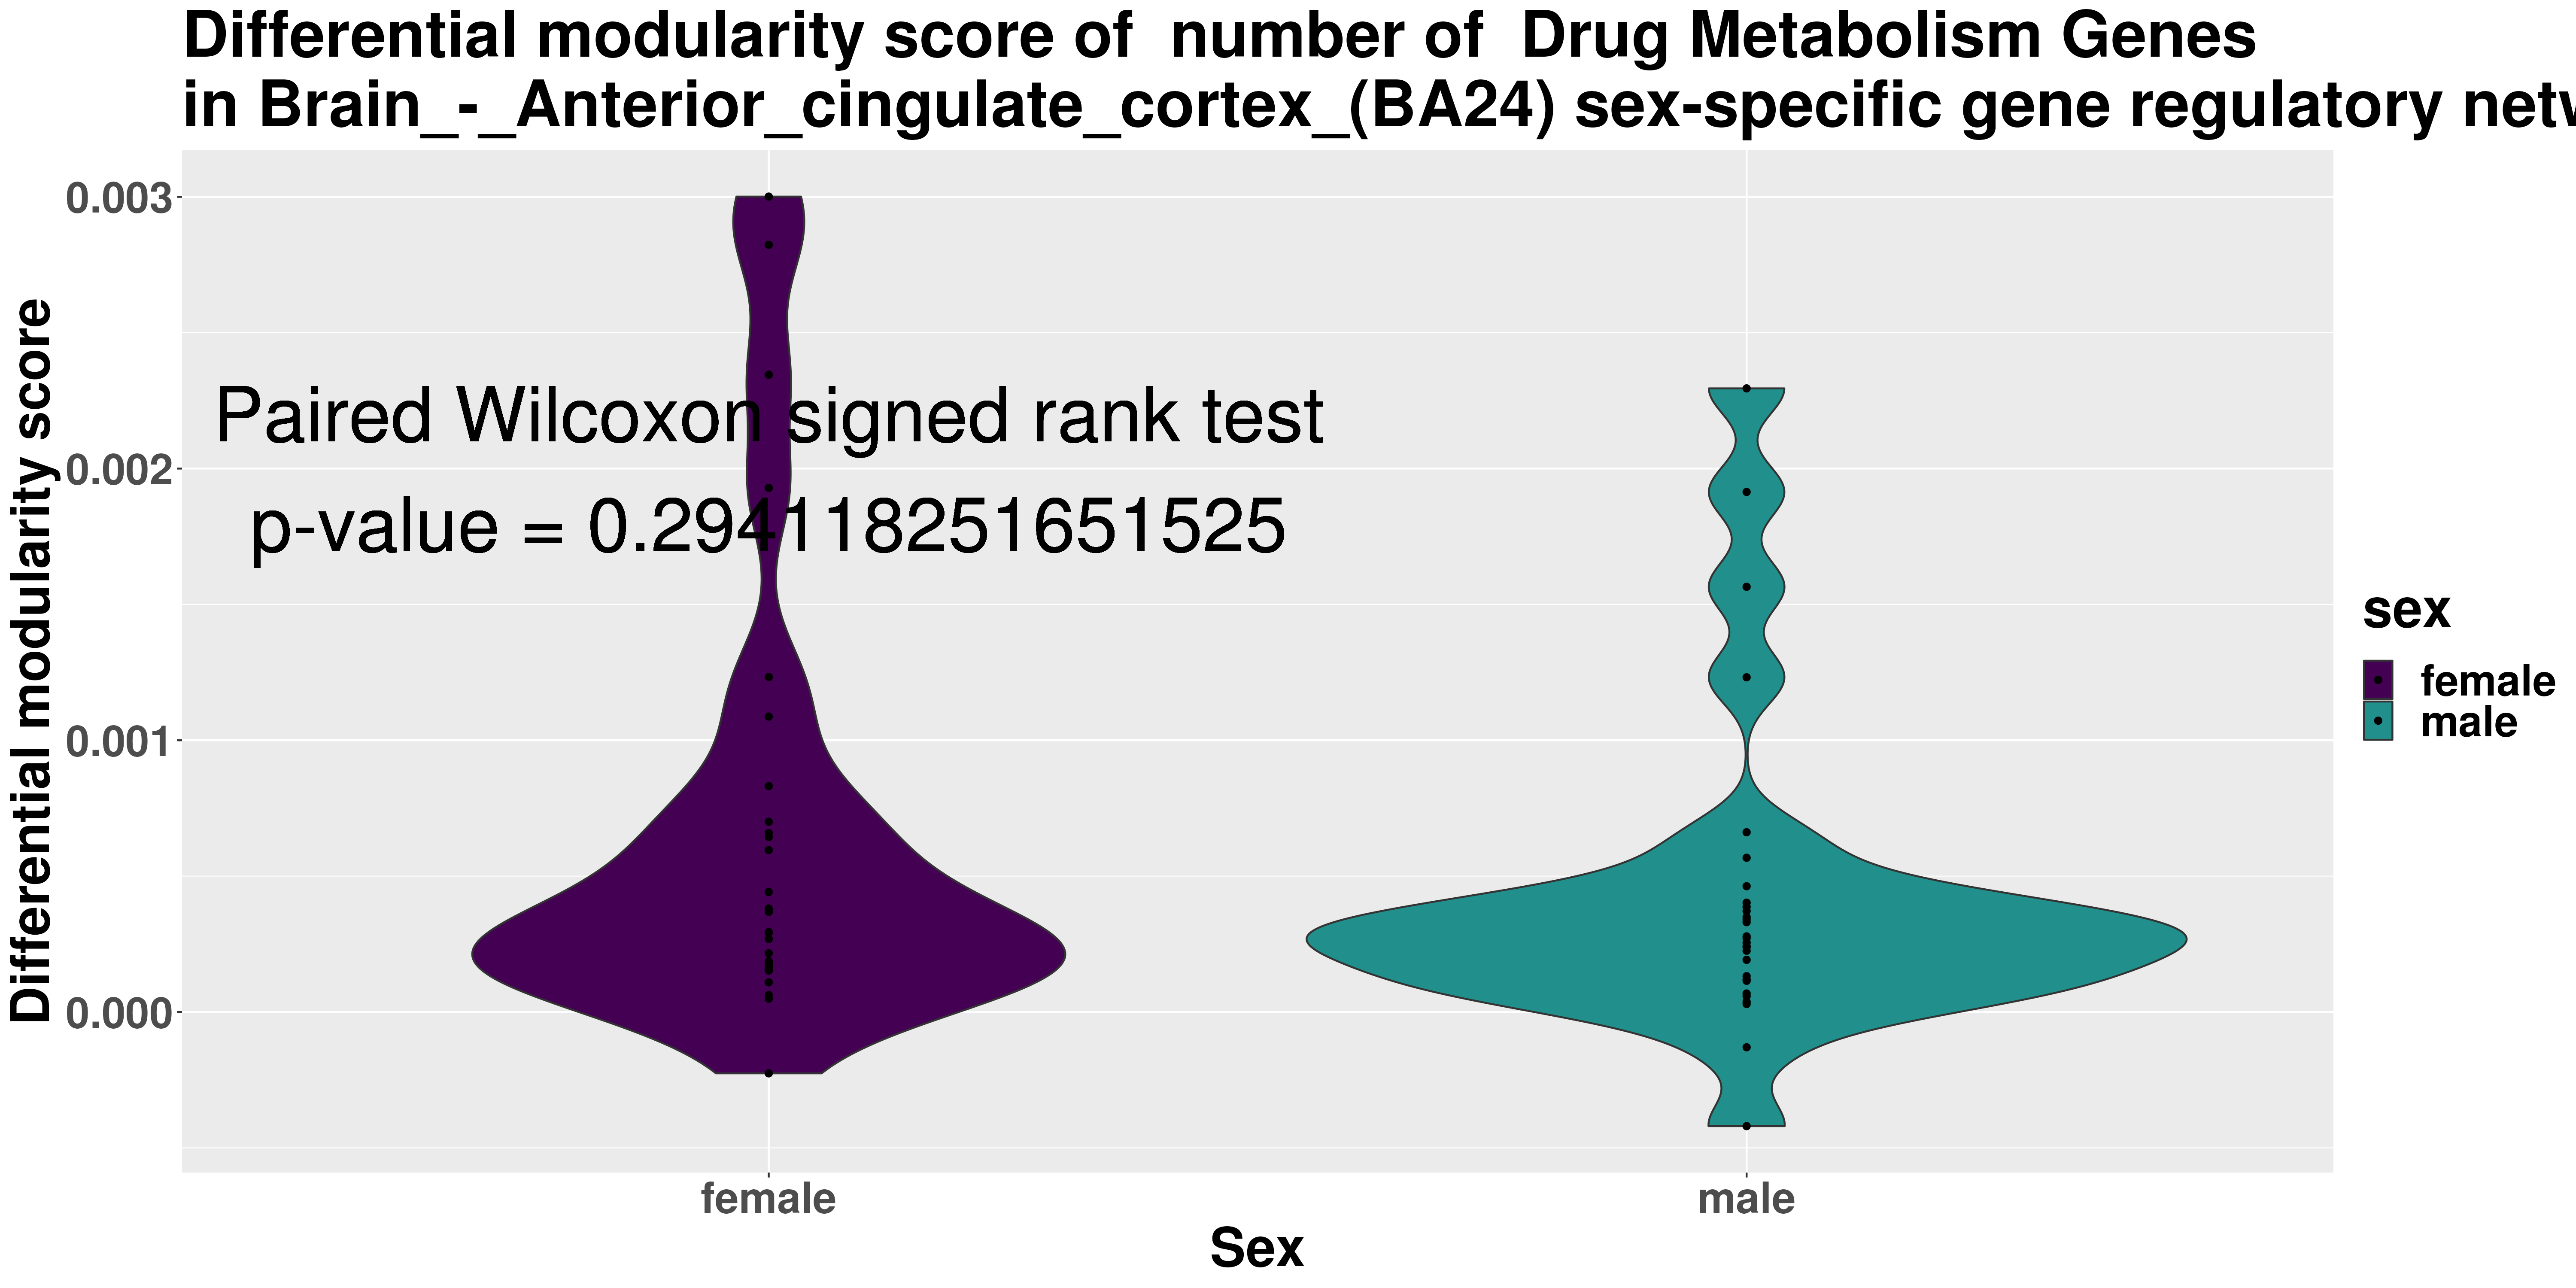 Differential modularity score of  number of  Drug Metabolism Genes
in Brain_-_Anterior_cingulate_cortex_(BA24) sex-specific gene regulatory
Differential modularity score
0.003
0.002
0.001
0.000
Paired Wilcoxon signed rank test
p-value = 0.294118251651525
female
male
Sex
sex
female
male